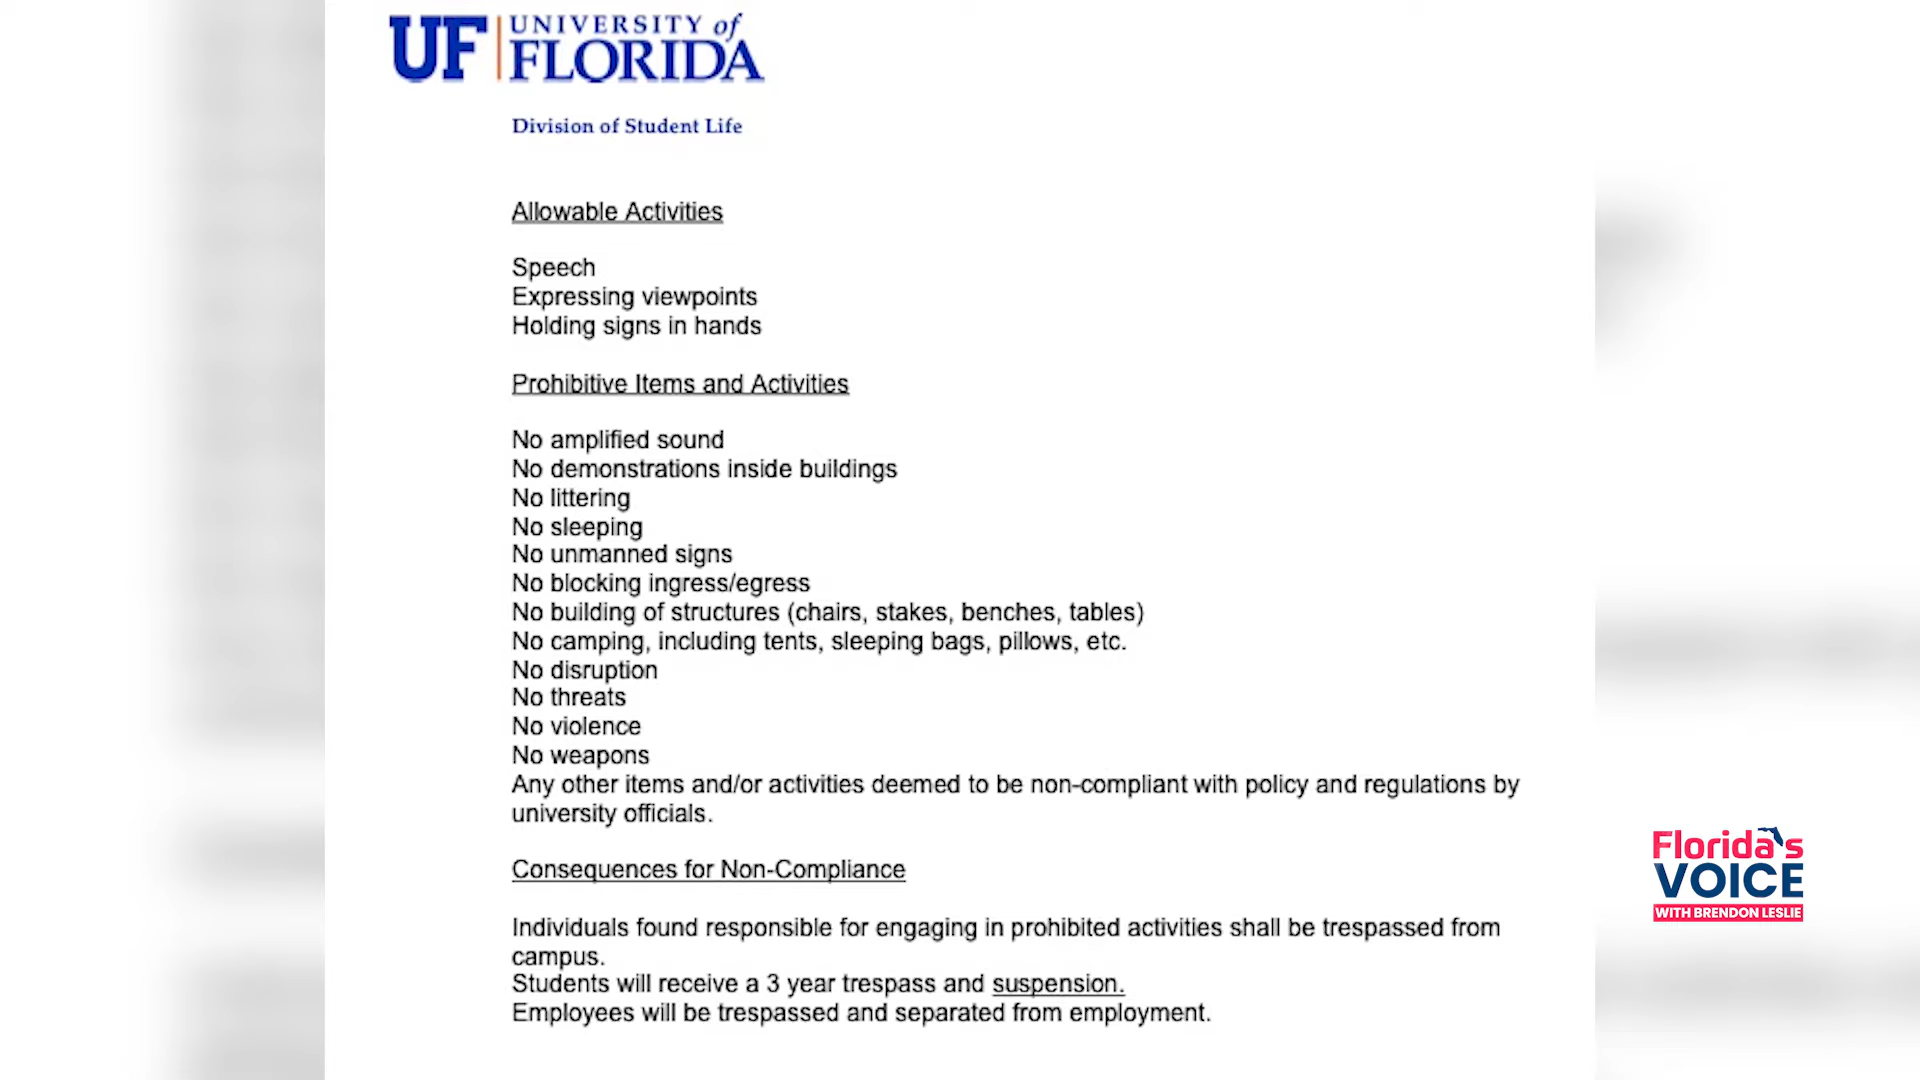 UF UNIVERSITY of
FLORIDA
Division of Student Life
Allowable Activities
Speech
Expressing viewpoints
Holding signs in hands
Prohibitive Items and Activities
No amplified sound
No demonstrations inside buildings
No littering
No sleeping
No unmanned signs
No blocking ingress/egress
No building of structures (chairs, stakes, benches, tables)
No camping, including tents, sleeping bags, pillows, etc.
No disruption
No threats
No violence
No weapons
Any other items and/or activities deemed to be non-compliant with policy and regulations by
university officials.
Consequences for Non-Compliance
Individuals found responsible for engaging in prohibited activities shall be trespassed from
campus.
Students will receive a 3 year trespass and suspension.
Employees will be trespassed and separated from employment.
Florida's
VOICE
WITH BRENDON LESLIE